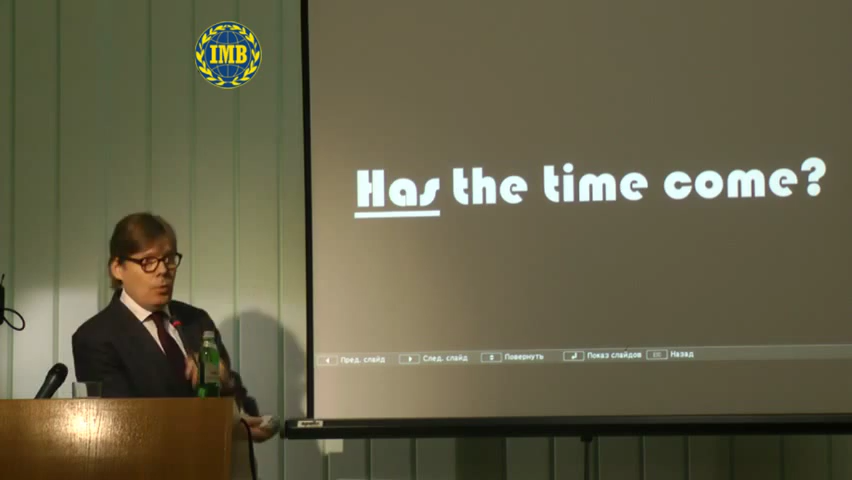 IMB
Has the time come?
Пред. слайд След. слайд Повернуть Показ слайдов Назад